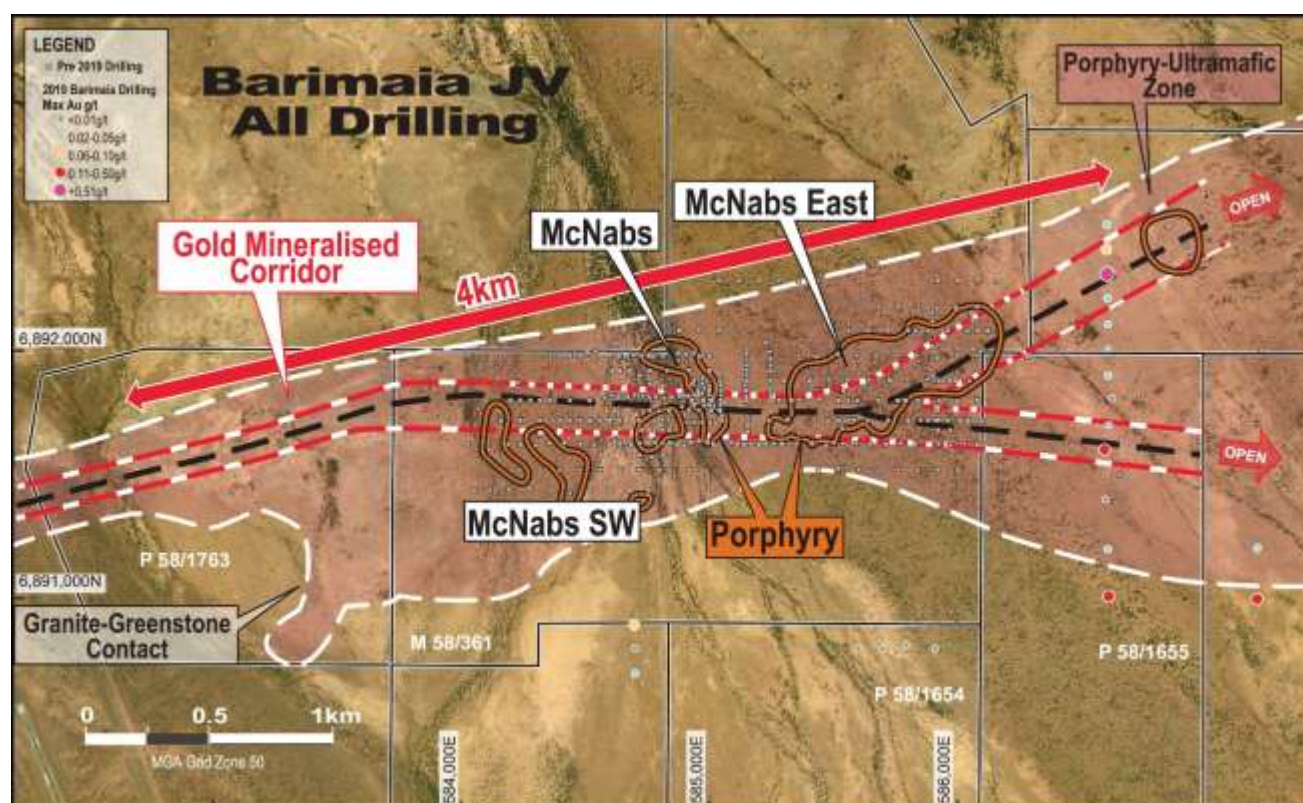 LEGEND
Pre 2019 Drilling
2019 Barimaia Drilling
Max Au g/t
<0.01g/t
0.02-0.05g/t
0.06-0.10g/t
0.11-0.50g/t
+0.51g/t
Barimaia JV
All Drilling
Porphyry-Ultramafic
Zone
McNabs
McNabs East
OPEN
Gold Mineralised
Corridor
4km
6,892,000N
OPEN
McNabs SW
Porphyry
P 58/1763
6,891,000N
Granite-Greenstone
Contact
M 58/361
P 58/1655
P 58/1654
0 0.5 1km
MGA Grid Zone 50
584,000E
585,000E
586,000E